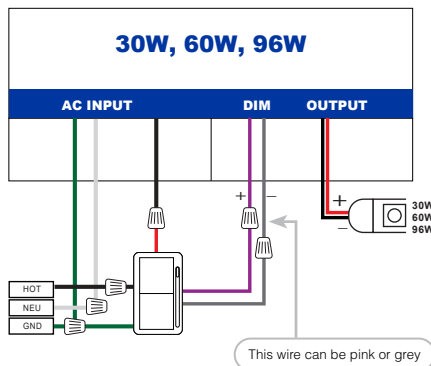 30W, 60W, 96W
AC INPUT DIM OUTPUT
+ −
+
−
30W
60W
96W
HOT
NEU
GND
This wire can be pink or grey